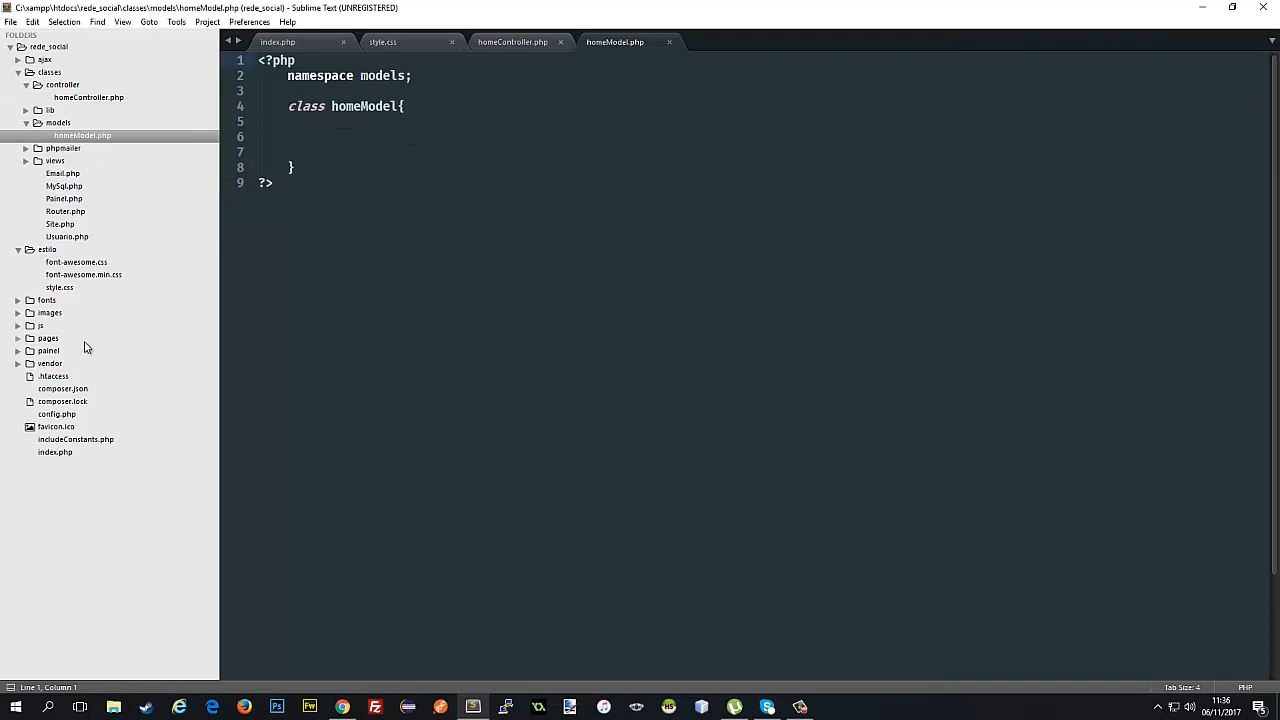 C:\xampp\htdocs\rede_social\classes\models\homeModel.php (rede_social) - Sublime Text (UNREGISTERED)
File Edit Selection Find View Goto Tools Project Preferences Help
FOLDERS
rede_social
ajax
classes
controller
homeController.php
lib
models
homeModel.php
phpmailer
views
Email.php
MySql.php
Painel.php
Router.php
Site.php
Usuario.php
estilo
font-awesome.css
font-awesome.min.css
style.css
fonts
images
js
pages
painel
vendor
.htaccess
composer.json
composer.lock
config.php
favicon.ico
includeConstants.php
index.php
index.php × style.css × homeController.php × homeModel.php ×
1 <?php
2 namespace models;
3
4 class homeModel{
5
6
7
8 }
9 ?>
Line 1, Column 1 Tab Size: 4 PHP
11:36
06/11/2017